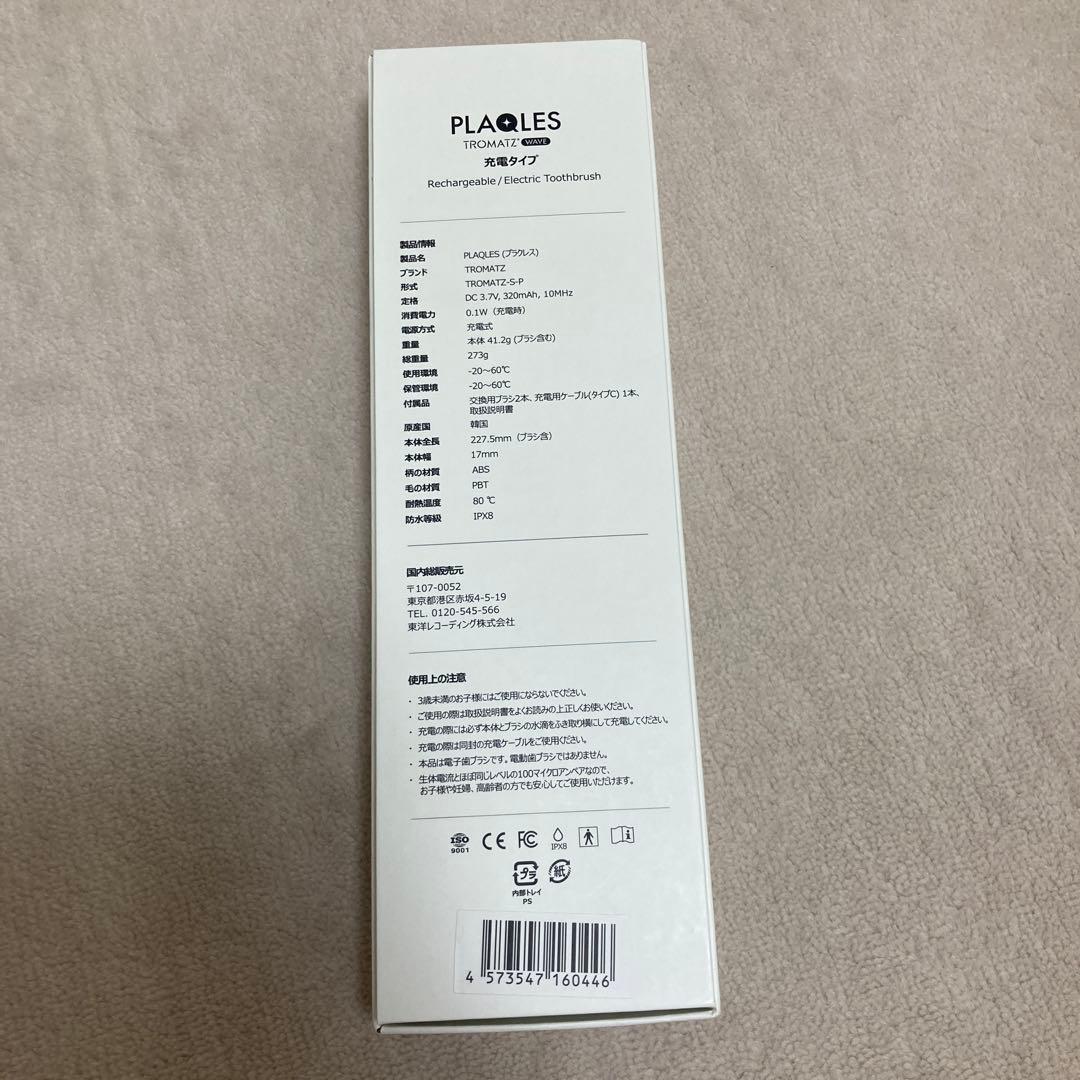 PLAQLES
TROMATZ® WAVE
充電タイプ
Rechargeable / Electric Toothbrush
製品情報
製品名 PLAQLES (プラクレス)
ブランド TROMATZ
形式 TROMATZ-S-P
定格 DC 3.7V, 320mAh, 10MHz
消費電力 0.1W（充電時）
電源方式 充電式
重量 本体 41.2g (ブラシ含む)
総重量 273g
使用環境 -20～60℃
保管環境 -20～60℃
付属品 交換用ブラシ2本、充電用ケーブル(タイプC) 1本、
取扱説明書
原産国 韓国
本体全長 227.5mm（ブラシ含）
本体幅 17mm
柄の材質 ABS
毛の材質 PBT
耐熱温度 80 ℃
防水等級 IPX8
国内総販売元
〒107-0052
東京都港区赤坂4-5-19
TEL. 0120-545-566
東洋レコーディング株式会社
使用上の注意
・ 3歳未満のお子様にはご使用にならないでください。
・ ご使用の際は取扱説明書をよくお読みの上正しくお使いください。
・ 充電の際には必ず本体とブラシの水滴をふき取り横にして充電してください。
・ 充電の際は同封の充電ケーブルをご使用ください。
・ 本品は電子歯ブラシです。電動歯ブラシではありません。
・ 生体電流とほぼ同じレベルの100マイクロアンペアなので、
お子様や妊婦、高齢者の方でも安心してご使用いただけます。
ISO
9001
CE
FC
IPX8
プラ
紙
内部トレイ
PS
4 573547 160446